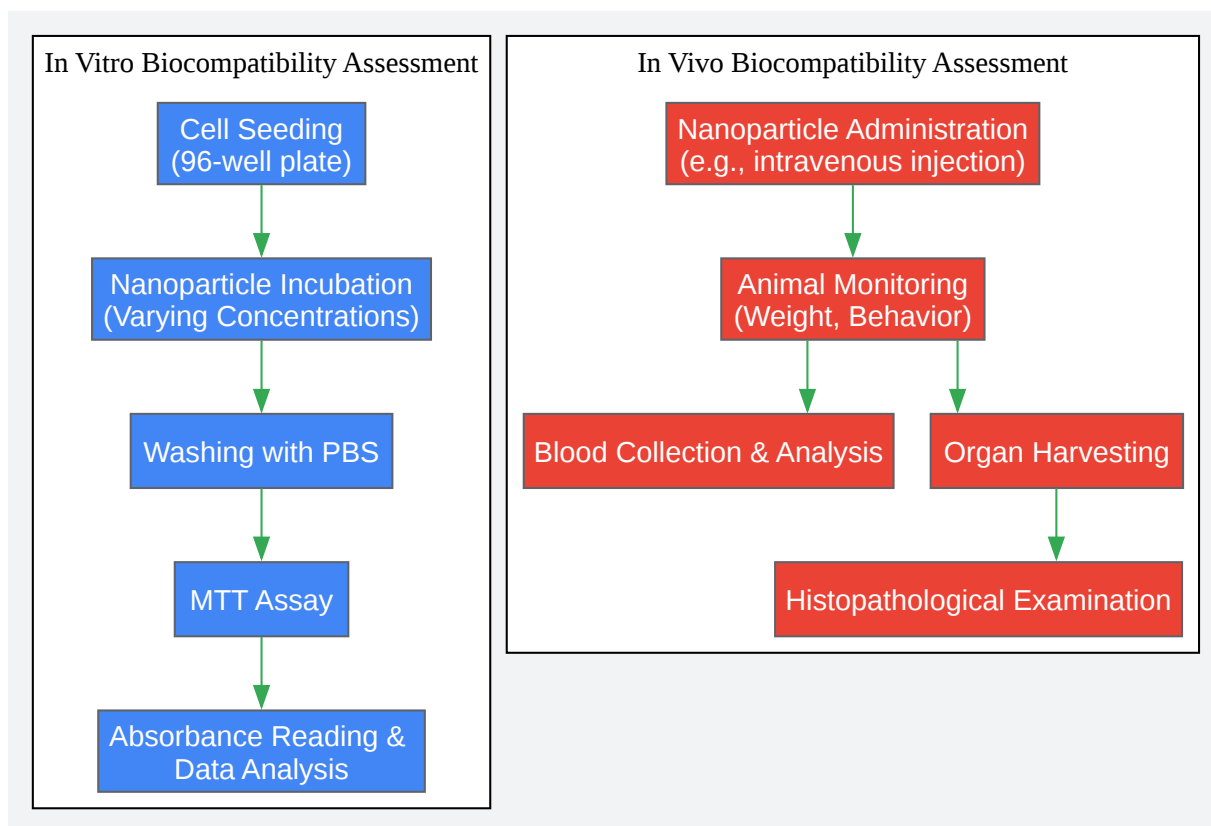 In Vitro Biocompatibility Assessment
Cell Seeding
(96-well plate)
Nanoparticle Incubation
(Varying Concentrations)
Washing with PBS
MTT Assay
Absorbance Reading &
Data Analysis
In Vivo Biocompatibility Assessment
Nanoparticle Administration
(e.g., intravenous injection)
Animal Monitoring
(Weight, Behavior)
Blood Collection & Analysis
Organ Harvesting
Histopathological Examination